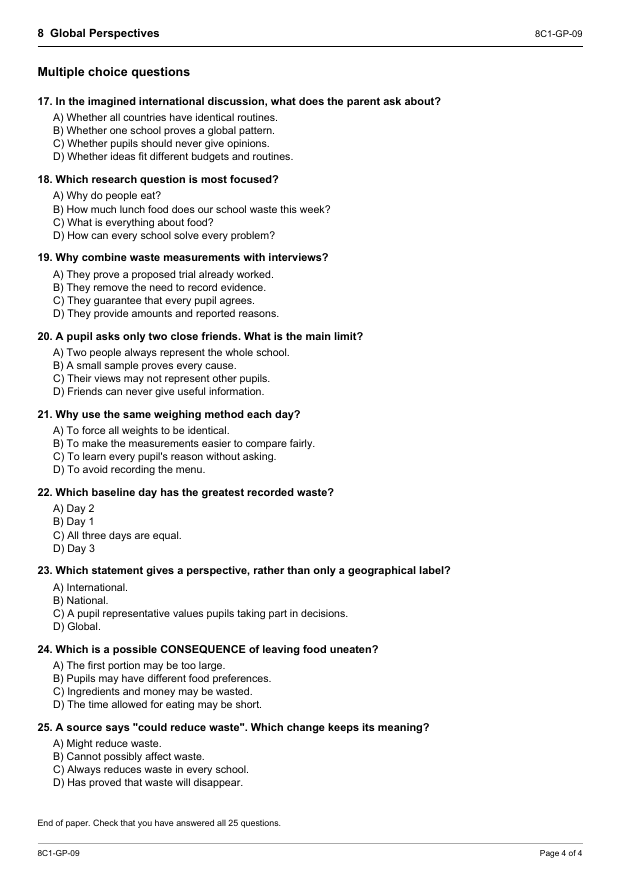 8 Global Perspectives
8C1-GP-09
Multiple choice questions
17. In the imagined international discussion, what does the parent ask about?
A) Whether all countries have identical routines.
B) Whether one school proves a global pattern.
C) Whether pupils should never give opinions.
D) Whether ideas fit different budgets and routines.
18. Which research question is most focused?
A) Why do people eat?
B) How much lunch food does our school waste this week?
C) What is everything about food?
D) How can every school solve every problem?
19. Why combine waste measurements with interviews?
A) They prove a proposed trial already worked.
B) They remove the need to record evidence.
C) They guarantee that every pupil agrees.
D) They provide amounts and reported reasons.
20. A pupil asks only two close friends. What is the main limit?
A) Two people always represent the whole school.
B) A small sample proves every cause.
C) Their views may not represent other pupils.
D) Friends can never give useful information.
21. Why use the same weighing method each day?
A) To force all weights to be identical.
B) To make the measurements easier to compare fairly.
C) To learn every pupil's reason without asking.
D) To avoid recording the menu.
22. Which baseline day has the greatest recorded waste?
A) Day 2
B) Day 1
C) All three days are equal.
D) Day 3
23. Which statement gives a perspective, rather than only a geographical label?
A) International.
B) National.
C) A pupil representative values pupils taking part in decisions.
D) Global.
24. Which is a possible CONSEQUENCE of leaving food uneaten?
A) The first portion may be too large.
B) Pupils may have different food preferences.
C) Ingredients and money may be wasted.
D) The time allowed for eating may be short.
25. A source says "could reduce waste". Which change keeps its meaning?
A) Might reduce waste.
B) Cannot possibly affect waste.
C) Always reduces waste in every school.
D) Has proved that waste will disappear.
End of paper. Check that you have answered all 25 questions.
8C1-GP-09
Page 4 of 4